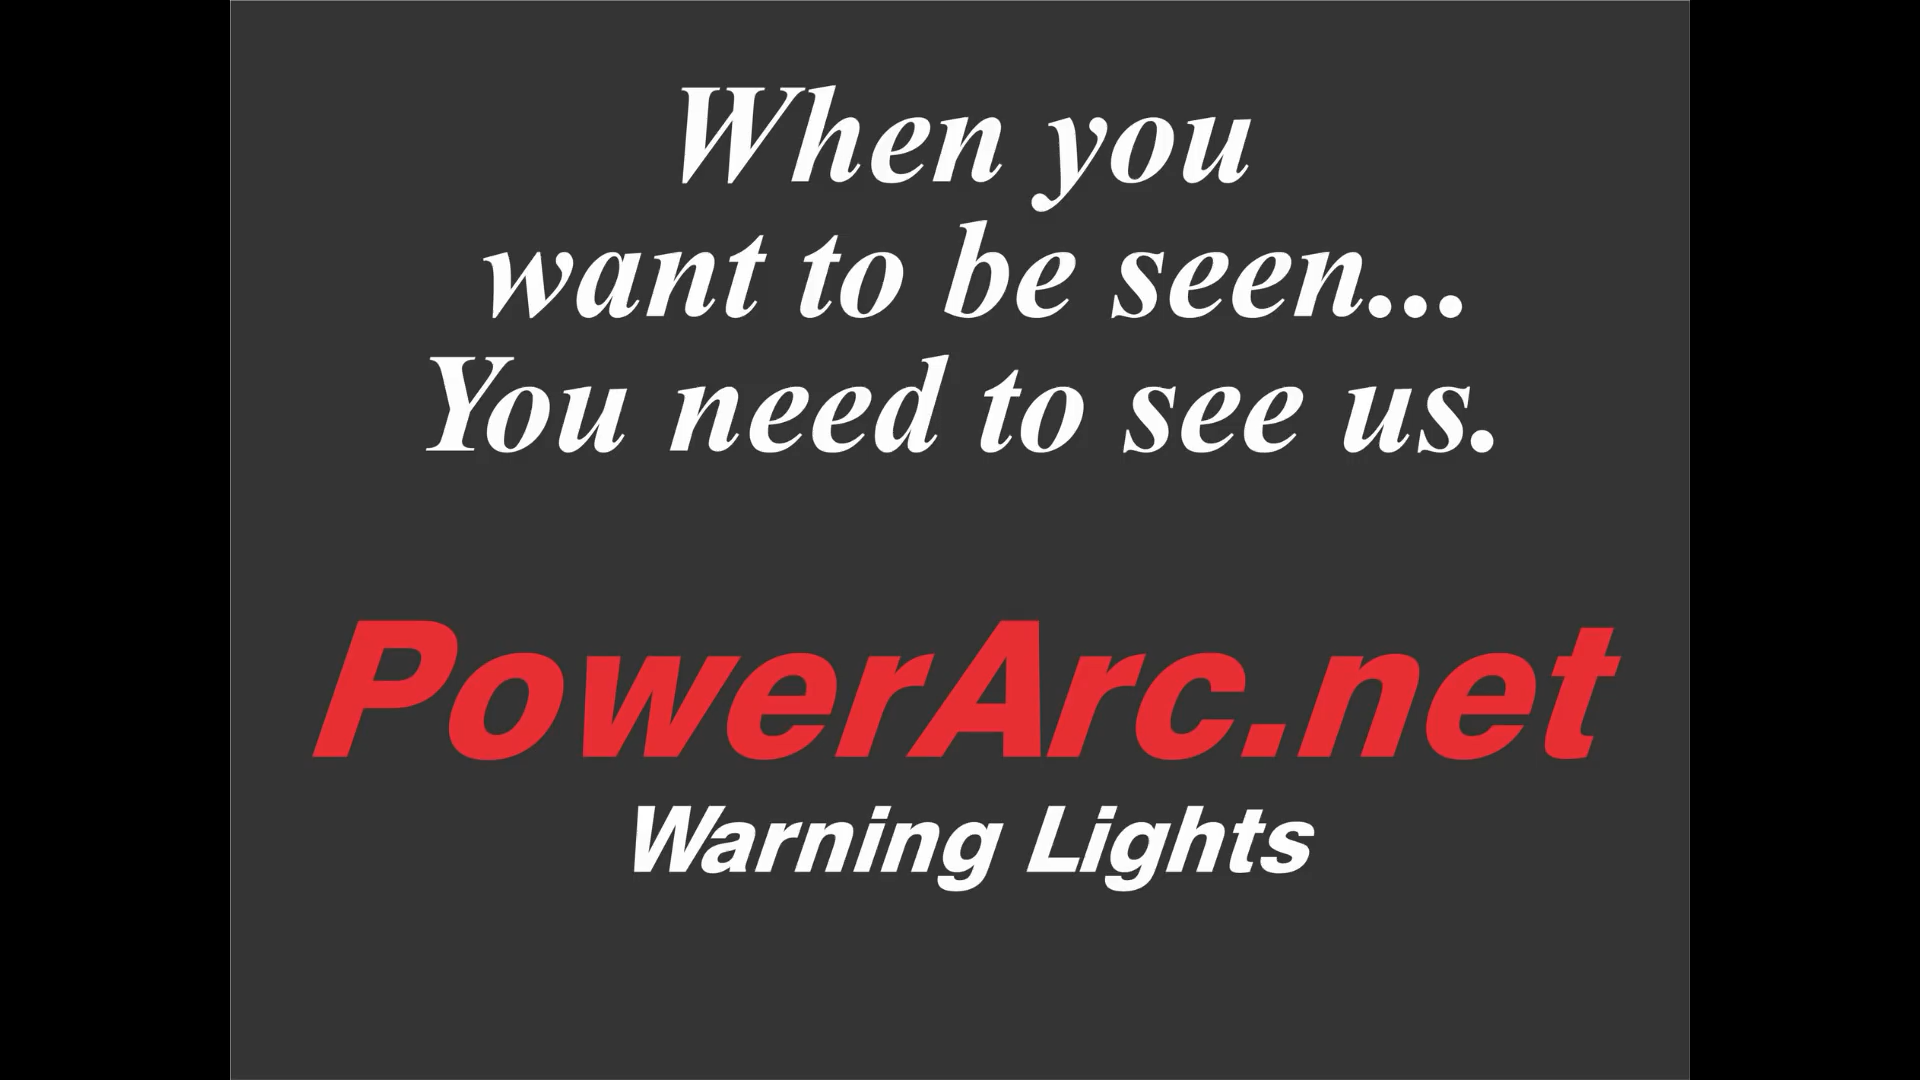 When you
want to be seen...
You need to see us.
PowerArc.net
Warning Lights